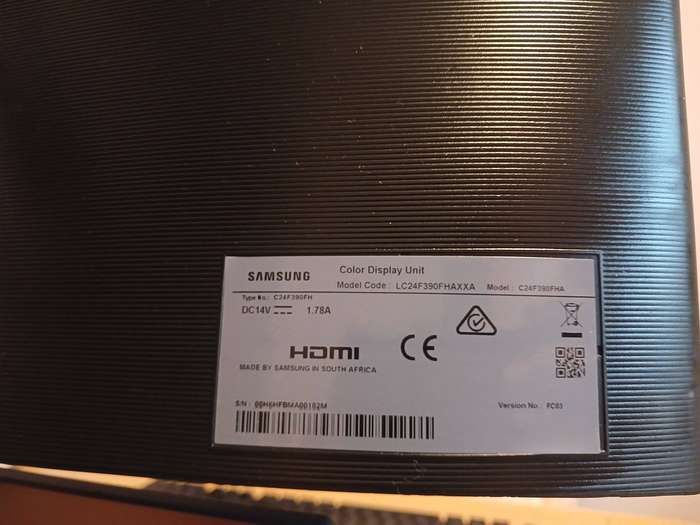 SAMSUNG
Color Display Unit
Model Code : LC24F390FHAXXA Model : C24F390FHA
Type No.: C24F390FH
DC14V 1.78A
HDMI CE
MADE BY SAMSUNG IN SOUTH AFRICA
S/N :
Version No.: FC03